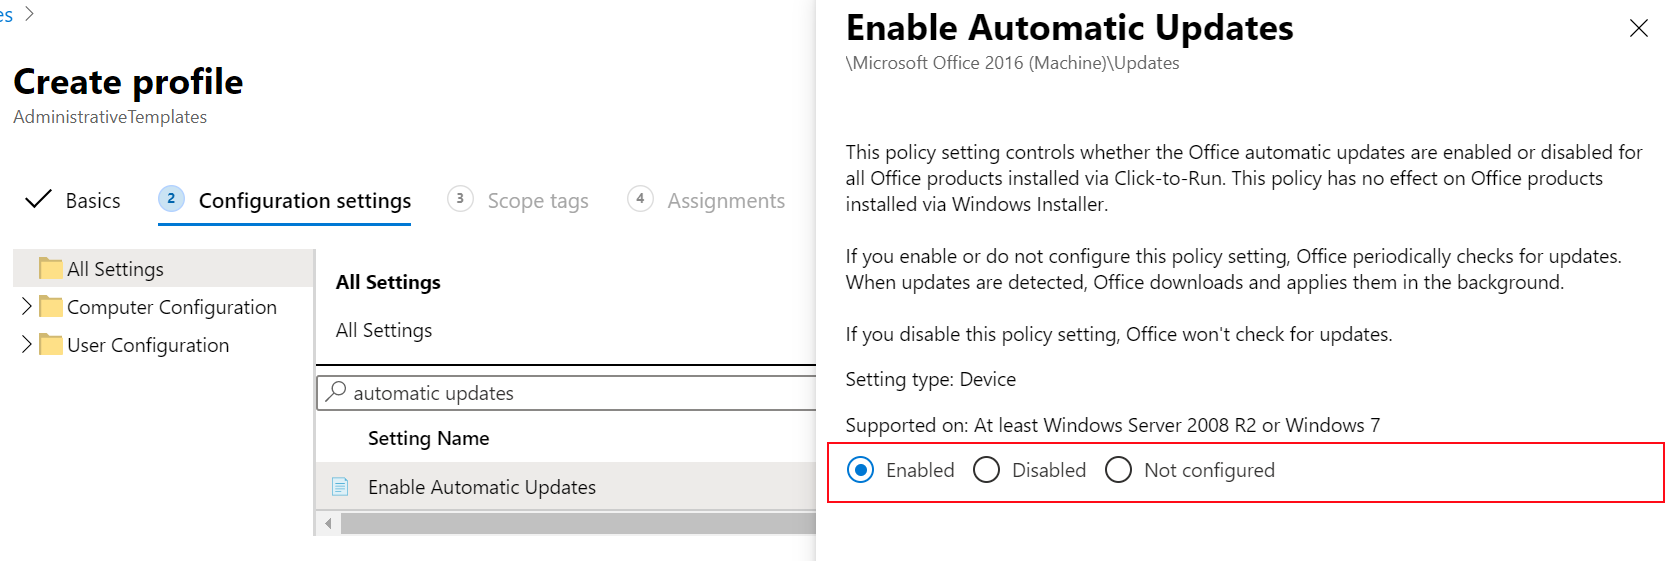 es
Create profile
AdministrativeTemplates
Basics
2 Configuration settings
3 Scope tags
4 Assignments
All Settings
Computer Configuration
User Configuration
All Settings
All Settings
automatic updates
Setting Name
Enable Automatic Updates
Enable Automatic Updates
\Microsoft Office 2016 (Machine)\Updates
This policy setting controls whether the Office automatic updates are enabled or disabled for
all Office products installed via Click-to-Run. This policy has no effect on Office products
installed via Windows Installer.
If you enable or do not configure this policy setting, Office periodically checks for updates.
When updates are detected, Office downloads and applies them in the background.
If you disable this policy setting, Office won't check for updates.
Setting type: Device
Supported on: At least Windows Server 2008 R2 or Windows 7
Enabled Disabled Not configured